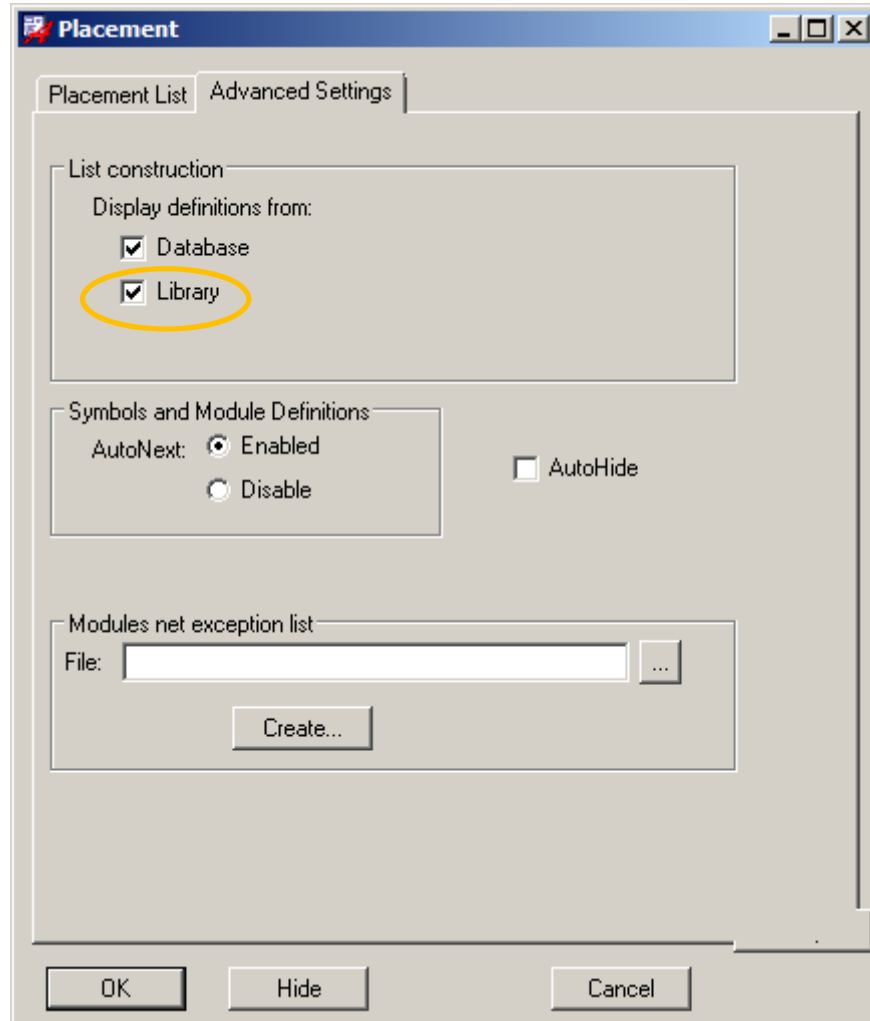 Placement
Placement List Advanced Settings
List construction
Display definitions from:
Database
Library
Symbols and Module Definitions
AutoNext: Enabled
Disable
AutoHide
Modules net exception list
File: ...
Create...
OK Hide Cancel